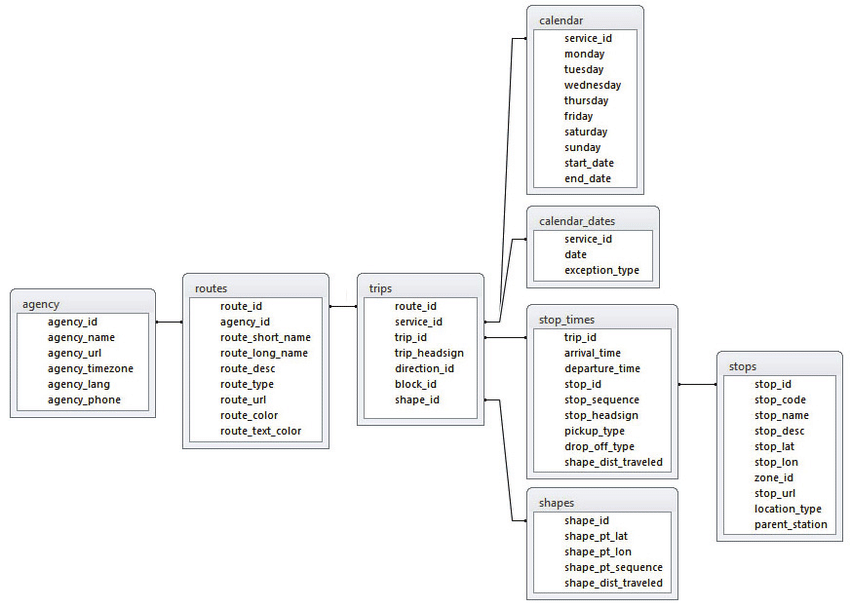 agency
agency_id
agency_name
agency_url
agency_timezone
agency_lang
agency_phone
routes
route_id
agency_id
route_short_name
route_long_name
route_desc
route_type
route_url
route_color
route_text_color
trips
route_id
service_id
trip_id
trip_headsign
direction_id
block_id
shape_id
calendar
service_id
monday
tuesday
wednesday
thursday
friday
saturday
sunday
start_date
end_date
calendar_dates
service_id
date
exception_type
stop_times
trip_id
arrival_time
departure_time
stop_id
stop_sequence
stop_headsign
pickup_type
drop_off_type
shape_dist_traveled
shapes
shape_id
shape_pt_lat
shape_pt_lon
shape_pt_sequence
shape_dist_traveled
stops
stop_id
stop_code
stop_name
stop_desc
stop_lat
stop_lon
zone_id
stop_url
location_type
parent_station